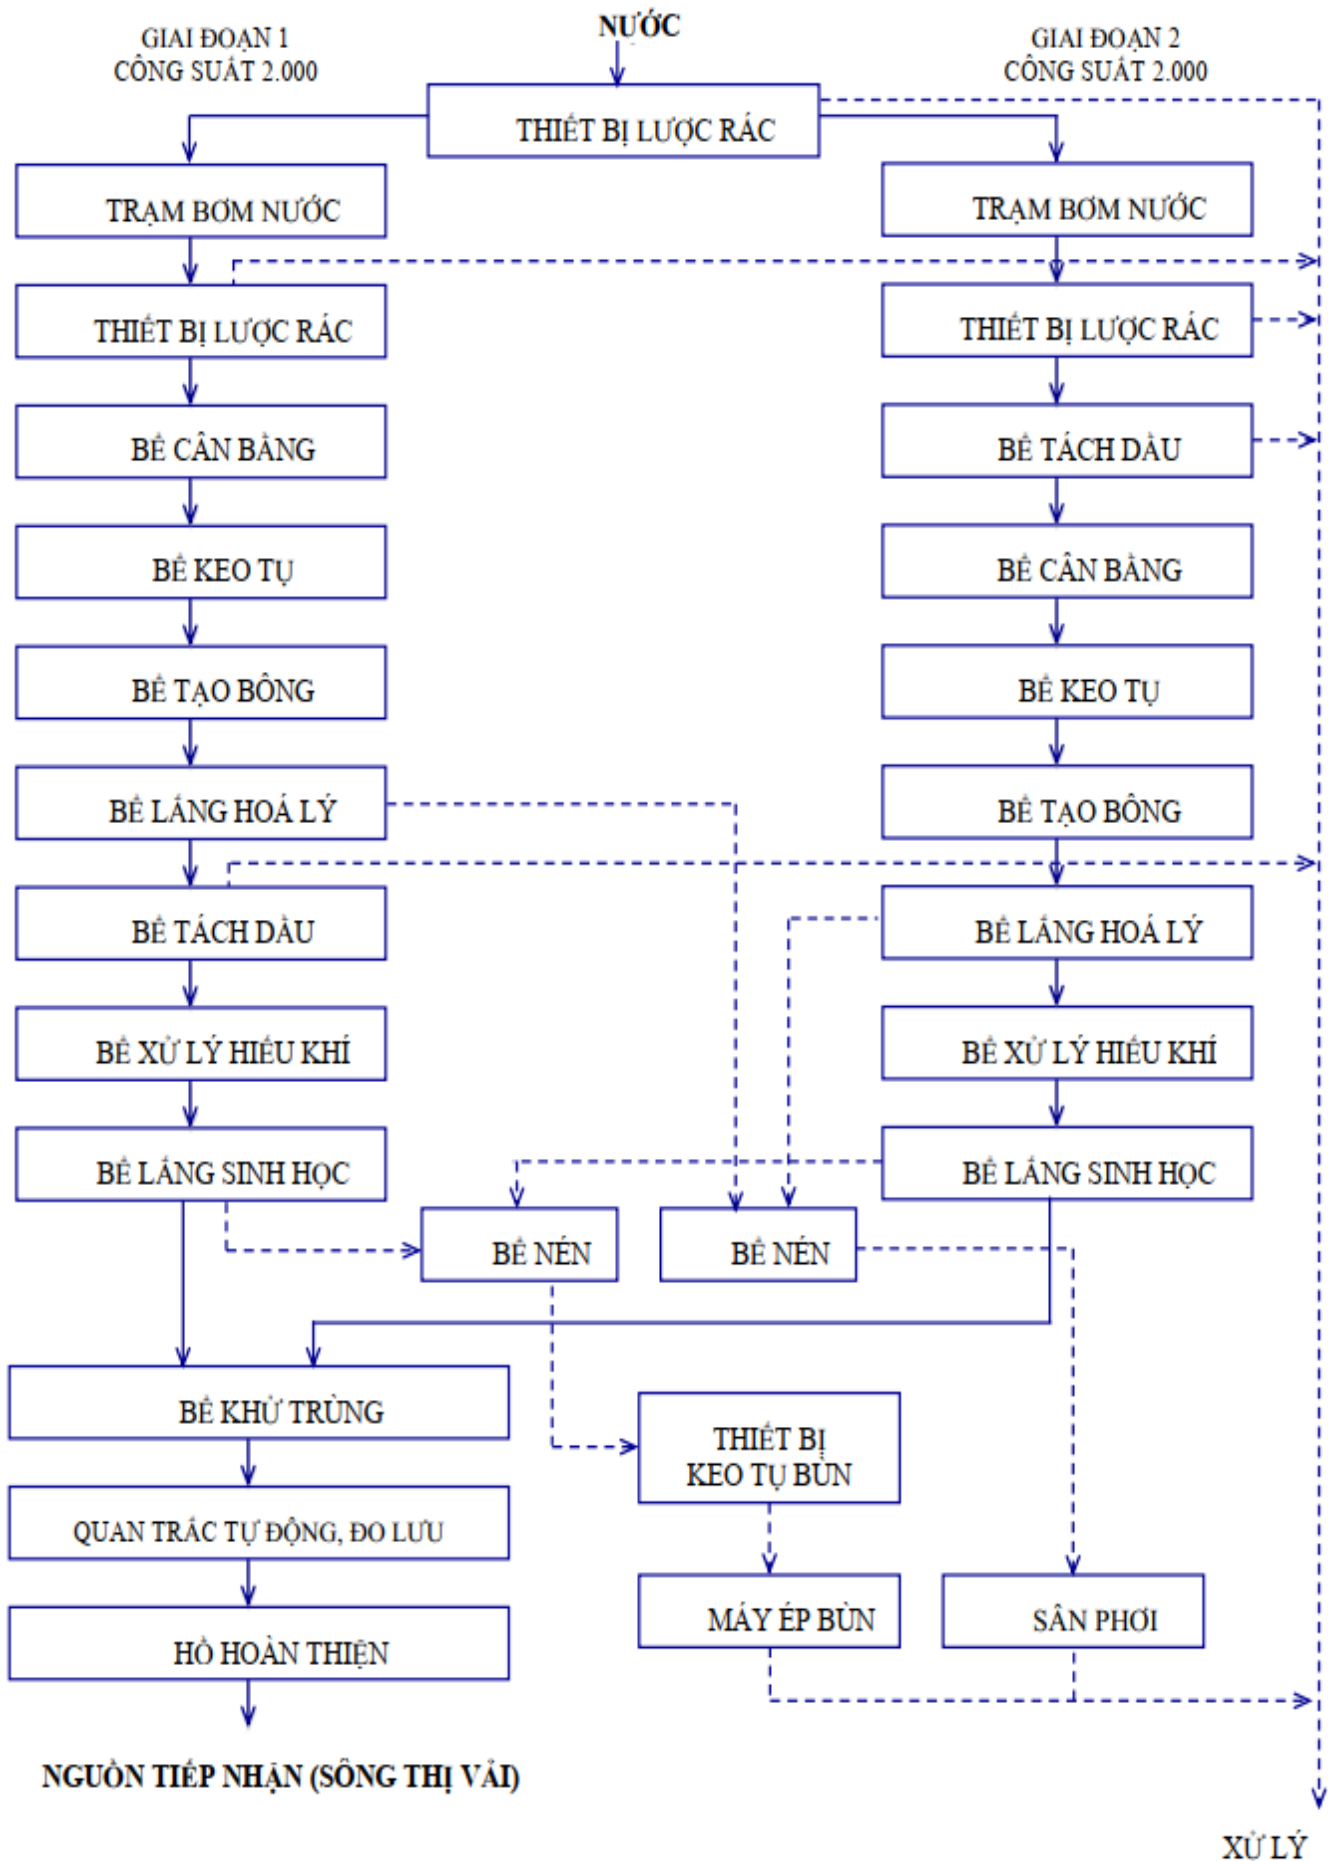 NƯỚC
GIAI ĐOẠN 1
CÔNG SUẤT 2.000
GIAI ĐOẠN 2
CÔNG SUẤT 2.000
THIẾT BỊ LƯỢC RÁC
TRẠM BƠM NƯỚC
TRẠM BƠM NƯỚC
THIẾT BỊ LƯỢC RÁC
THIẾT BỊ LƯỢC RÁC
BỂ CÂN BẰNG
BỂ TÁCH DẦU
BỂ KEO TỤ
BỂ CÂN BẰNG
BỂ TẠO BÔNG
BỂ KEO TỤ
BỂ LẮNG HOÁ LÝ
BỂ TẠO BÔNG
BỂ TÁCH DẦU
BỂ LẮNG HOÁ LÝ
BỂ XỬ LÝ HIẾU KHÍ
BỂ XỬ LÝ HIẾU KHÍ
BỂ LẮNG SINH HỌC
BỂ LẮNG SINH HỌC
BỂ NÉN
BỂ NÉN
BỂ KHỬ TRÙNG
THIẾT BỊ
KEO TỤ BÙN
QUAN TRẮC TỰ ĐỘNG, ĐO LƯU
MÁY ÉP BÙN
SÂN PHƠI
HỒ HOÀN THIỆN
NGUỒN TIẾP NHẬN (SÔNG THỊ VẢI)
XỬ LÝ